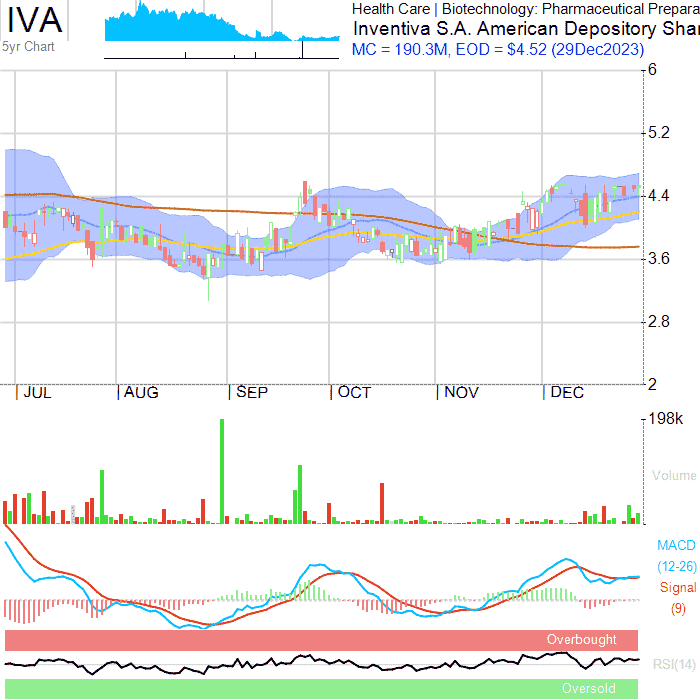 IVA
5yr Chart
Health Care | Biotechnology: Pharmaceutical Prepara
Inventiva S.A. American Depository Shar
MC = 190.3M, EOD = $4.52 (29Dec2023)
6
5.2
4.4
3.6
2.8
2
| JUL | AUG | SEP | OCT | NOV | DEC
198k
Volume
MACD
(12-26)
Signal
(9)
Overbought
RSI(14)
Oversold